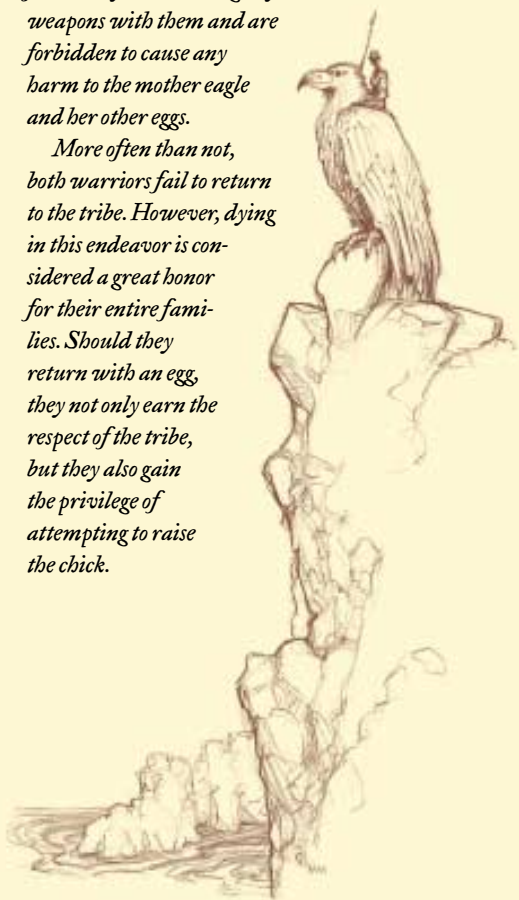 weapons with them and are
forbidden to cause any
harm to the mother eagle
and her other eggs.
More often than not,
both warriors fail to return
to the tribe. However, dying
in this endeavor is con-
sidered a great honor
for their entire fami-
lies. Should they
return with an egg,
they not only earn the
respect of the tribe,
but they also gain
the privilege of
attempting to raise
the chick.